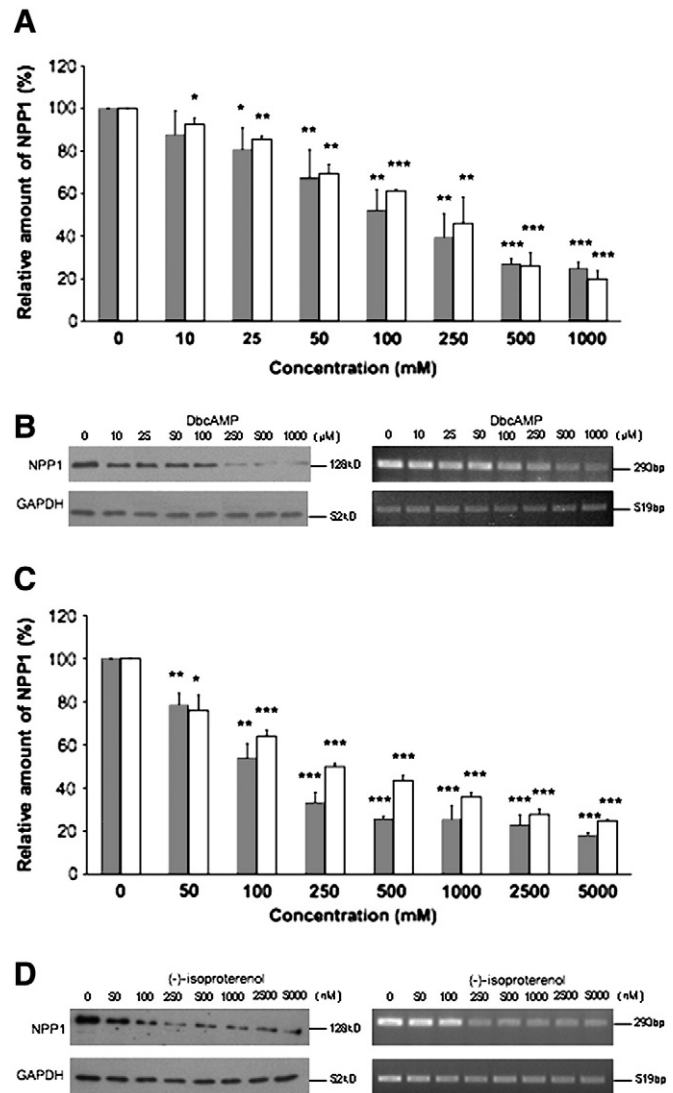 A
Relative amount of NPP1 (%)
120
100
80
60
40
20
0
* * ** ** ** ** *** ** ** *** *** *** ***
0 10 25 50 100 250 500 1000
Concentration (mM)
B
DbcAMP
0 10 25 50 100 250 500 1000 (µM)
NPP1
128kD
GAPDH
52kD
DbcAMP
0 10 25 50 100 250 500 1000 (µM)
293bp
519bp
C
Relative amount of NPP1 (%)
120
100
80
60
40
20
0
** * ** *** *** *** *** *** *** *** *** *** *** ***
0 50 100 250 500 1000 2500 5000
Concentration (mM)
D
(-)-isoproterenol
0 50 100 250 500 1000 2500 5000 (nM)
NPP1
128kD
GAPDH
52kD
(-)-isoproterenol
0 50 100 250 500 1000 2500 5000 (nM)
293bp
519bp